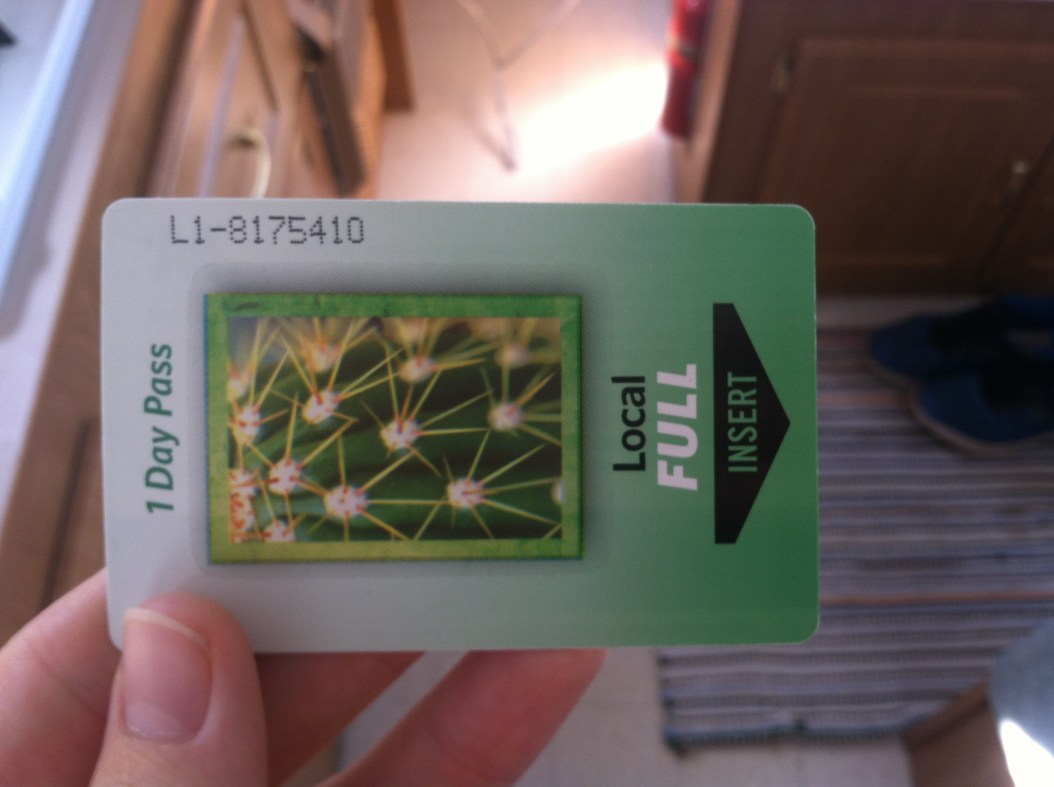 L1-8175410
1 Day Pass
Local
FULL
INSERT